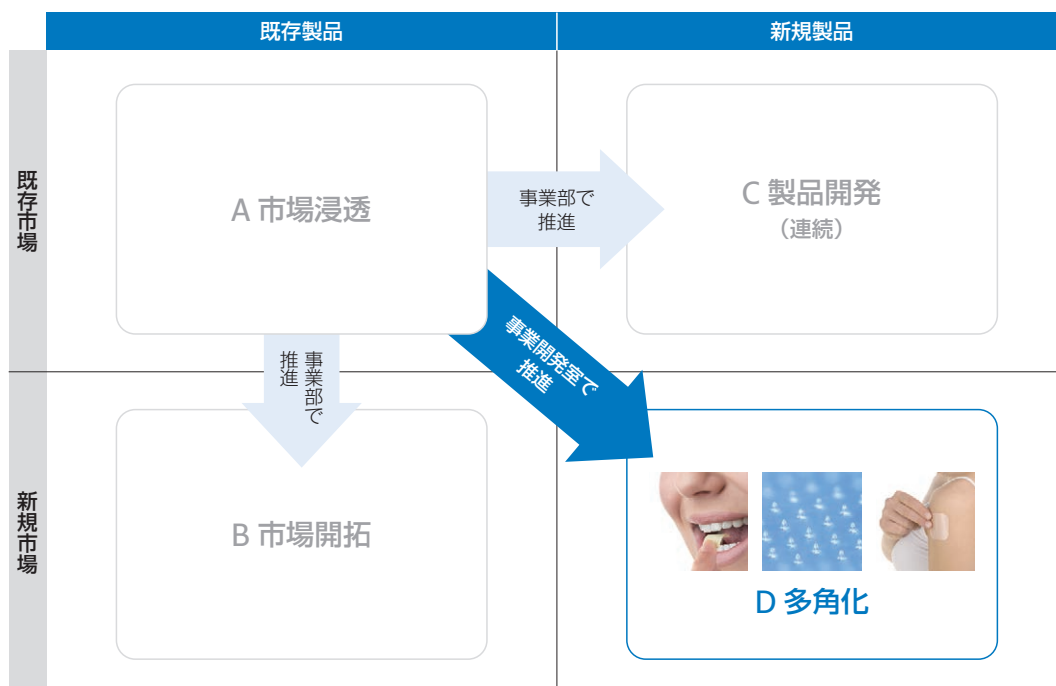 既存製品
新規製品
既存市場
A 市場浸透
事業部で
推進
C 製品開発
（連続）
事業開発室で
推進
事業部で
推進
新規市場
B 市場開拓
D 多角化